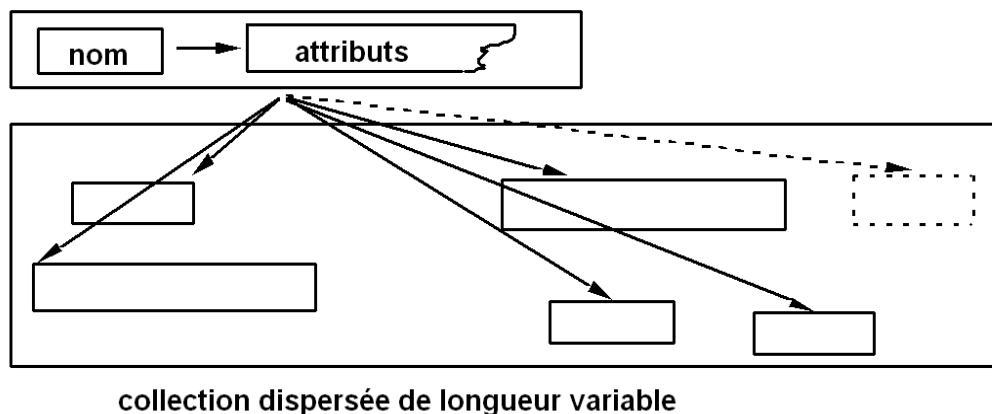 nom attributs
collection dispersée de longueur variable